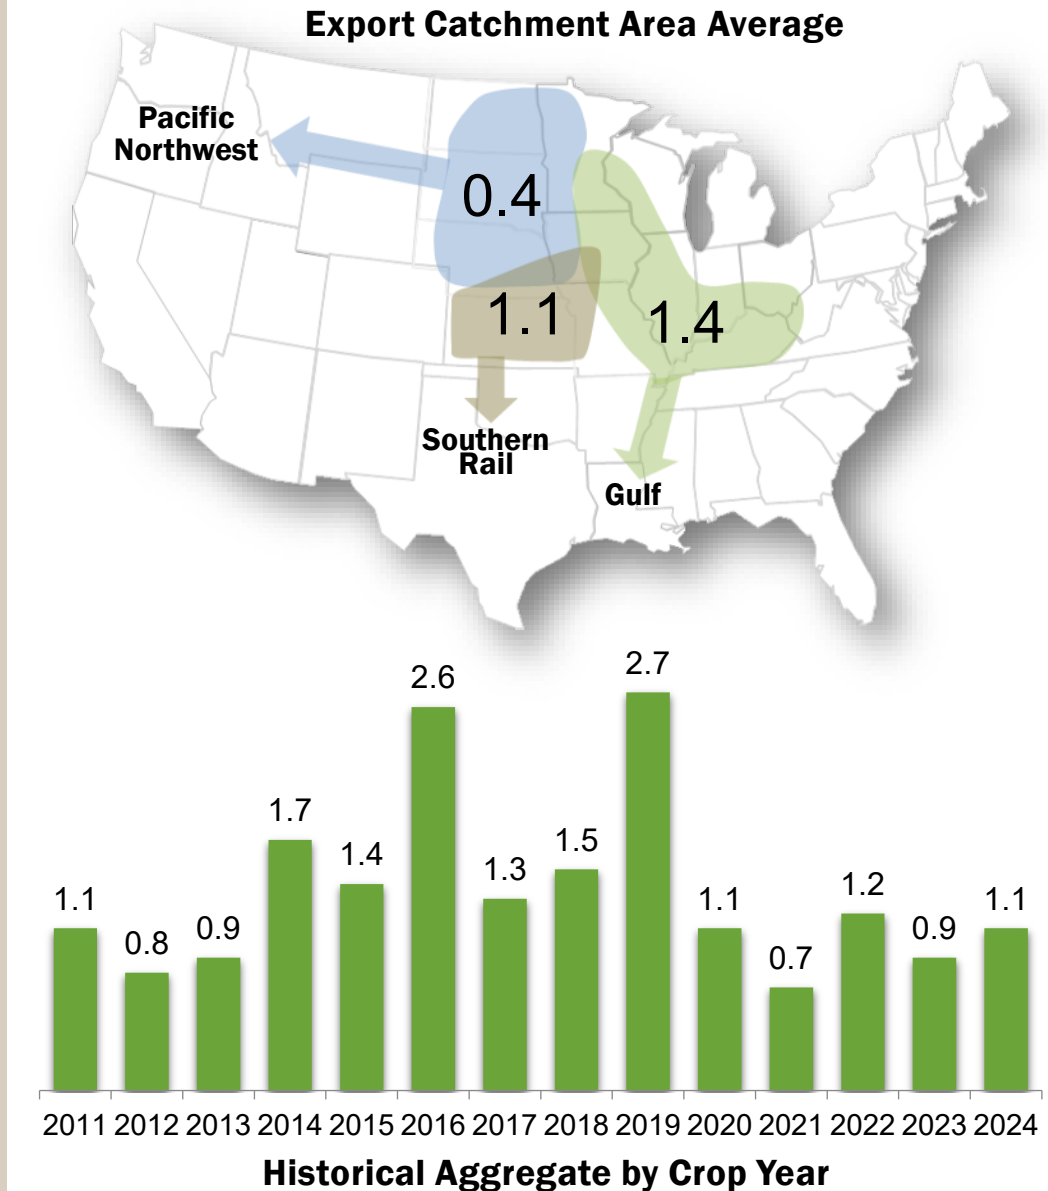 Export Catchment Area Average
Pacific
Northwest
0.4
1.1
1.4
Southern
Rail
Gulf
2.6
2.7
1.7
1.4
1.3
1.5
1.1
0.8
0.9
1.1
0.7
1.2
0.9
1.1
2011 2012 2013 2014 2015 2016 2017 2018 2019 2020 2021 2022 2023 2024
Historical Aggregate by Crop Year